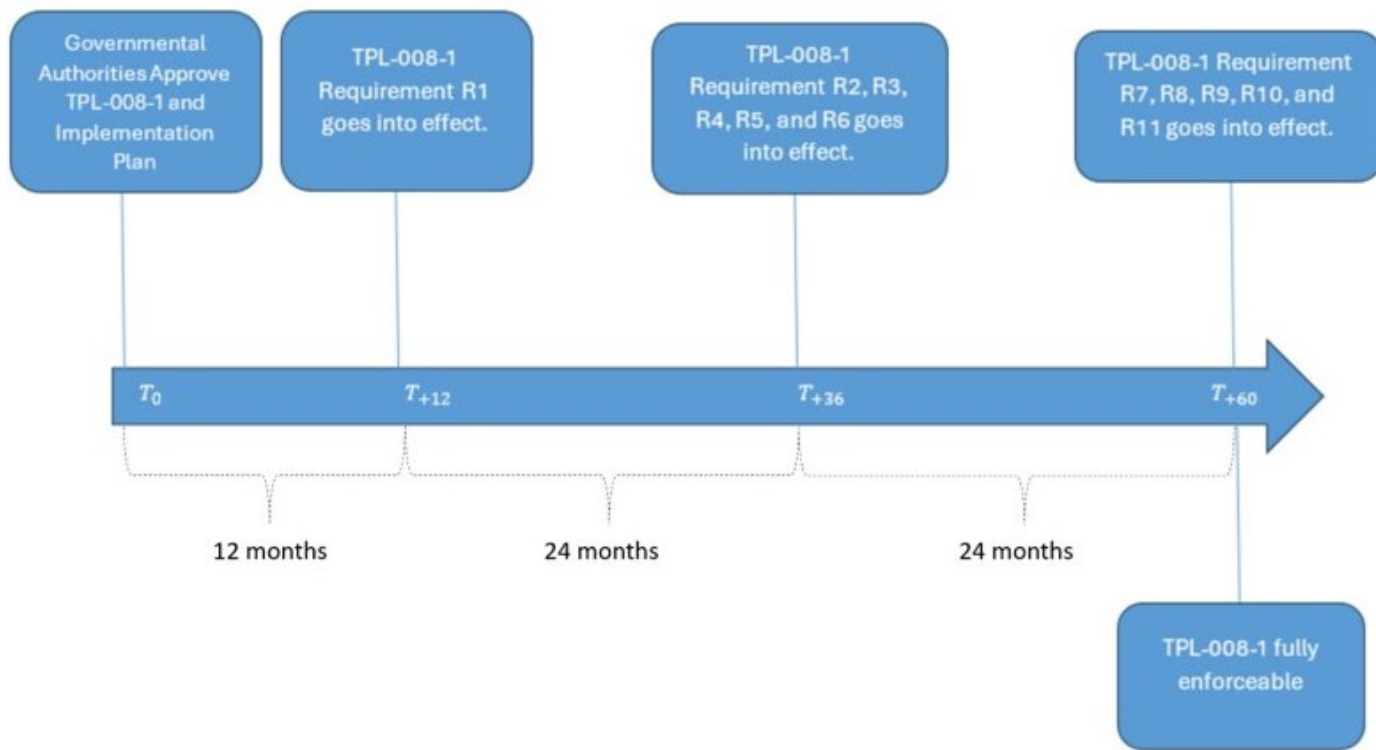 Governmental
Authorities Approve
TPL-008-1 and
Implementation
Plan
TPL-008-1
Requirement R1
goes into effect.
TPL-008-1
Requirement R2, R3,
R4, R5, and R6 goes
into effect.
TPL-008-1 Requirement
R7, R8, R9, R10, and
R11 goes into effect.
T₀
T₊₁₂
T₊₃₆
T₊₆₀
12 months
24 months
24 months
TPL-008-1 fully
enforceable